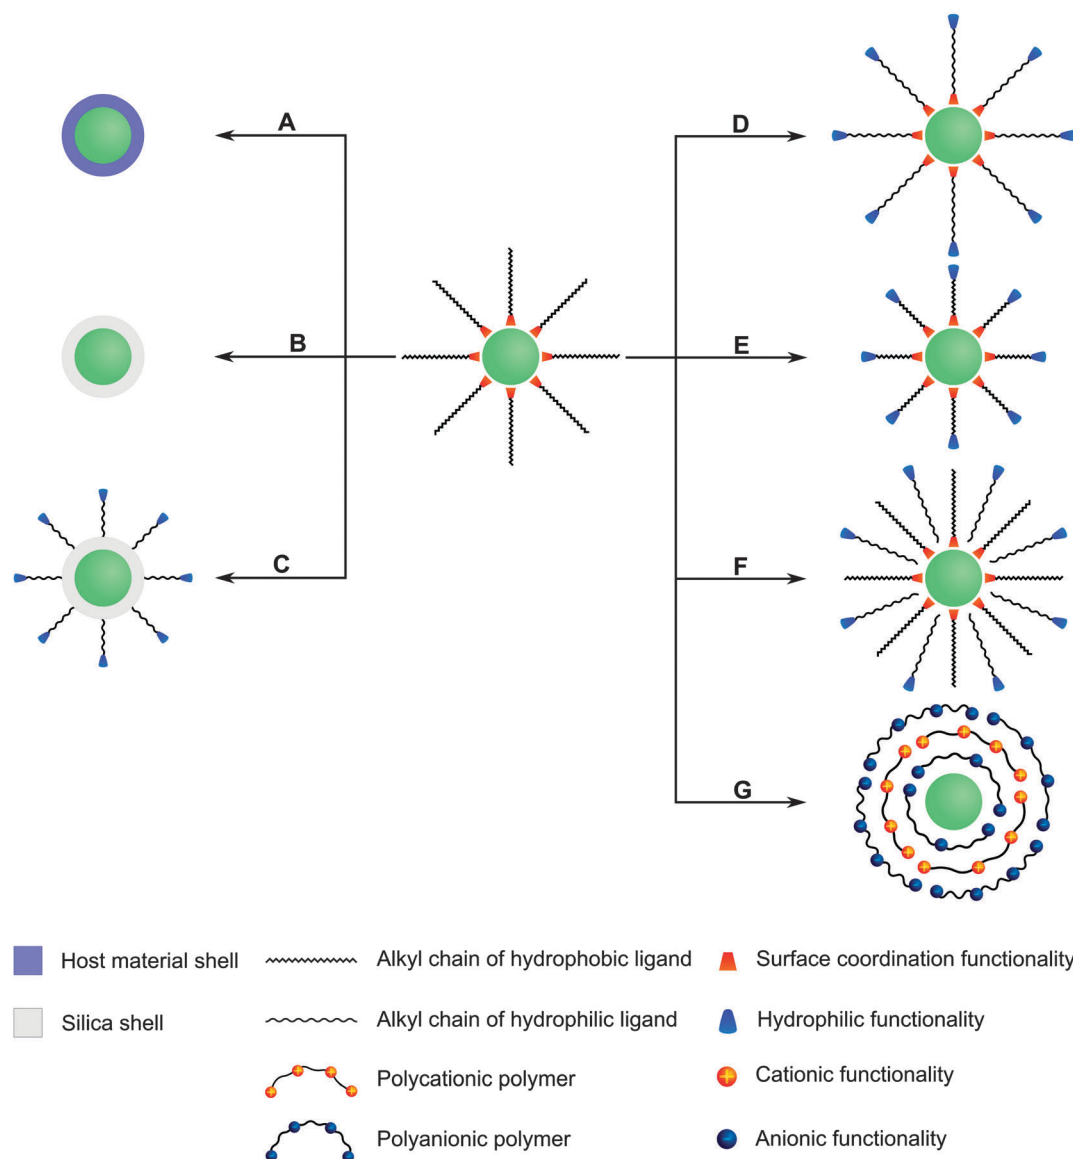 A
B
C
D
E
F
G
Host material shell
Alkyl chain of hydrophobic ligand
Surface coordination functionality
Silica shell
Alkyl chain of hydrophilic ligand
Hydrophilic functionality
Polycationic polymer
Cationic functionality
Polyanionic polymer
Anionic functionality